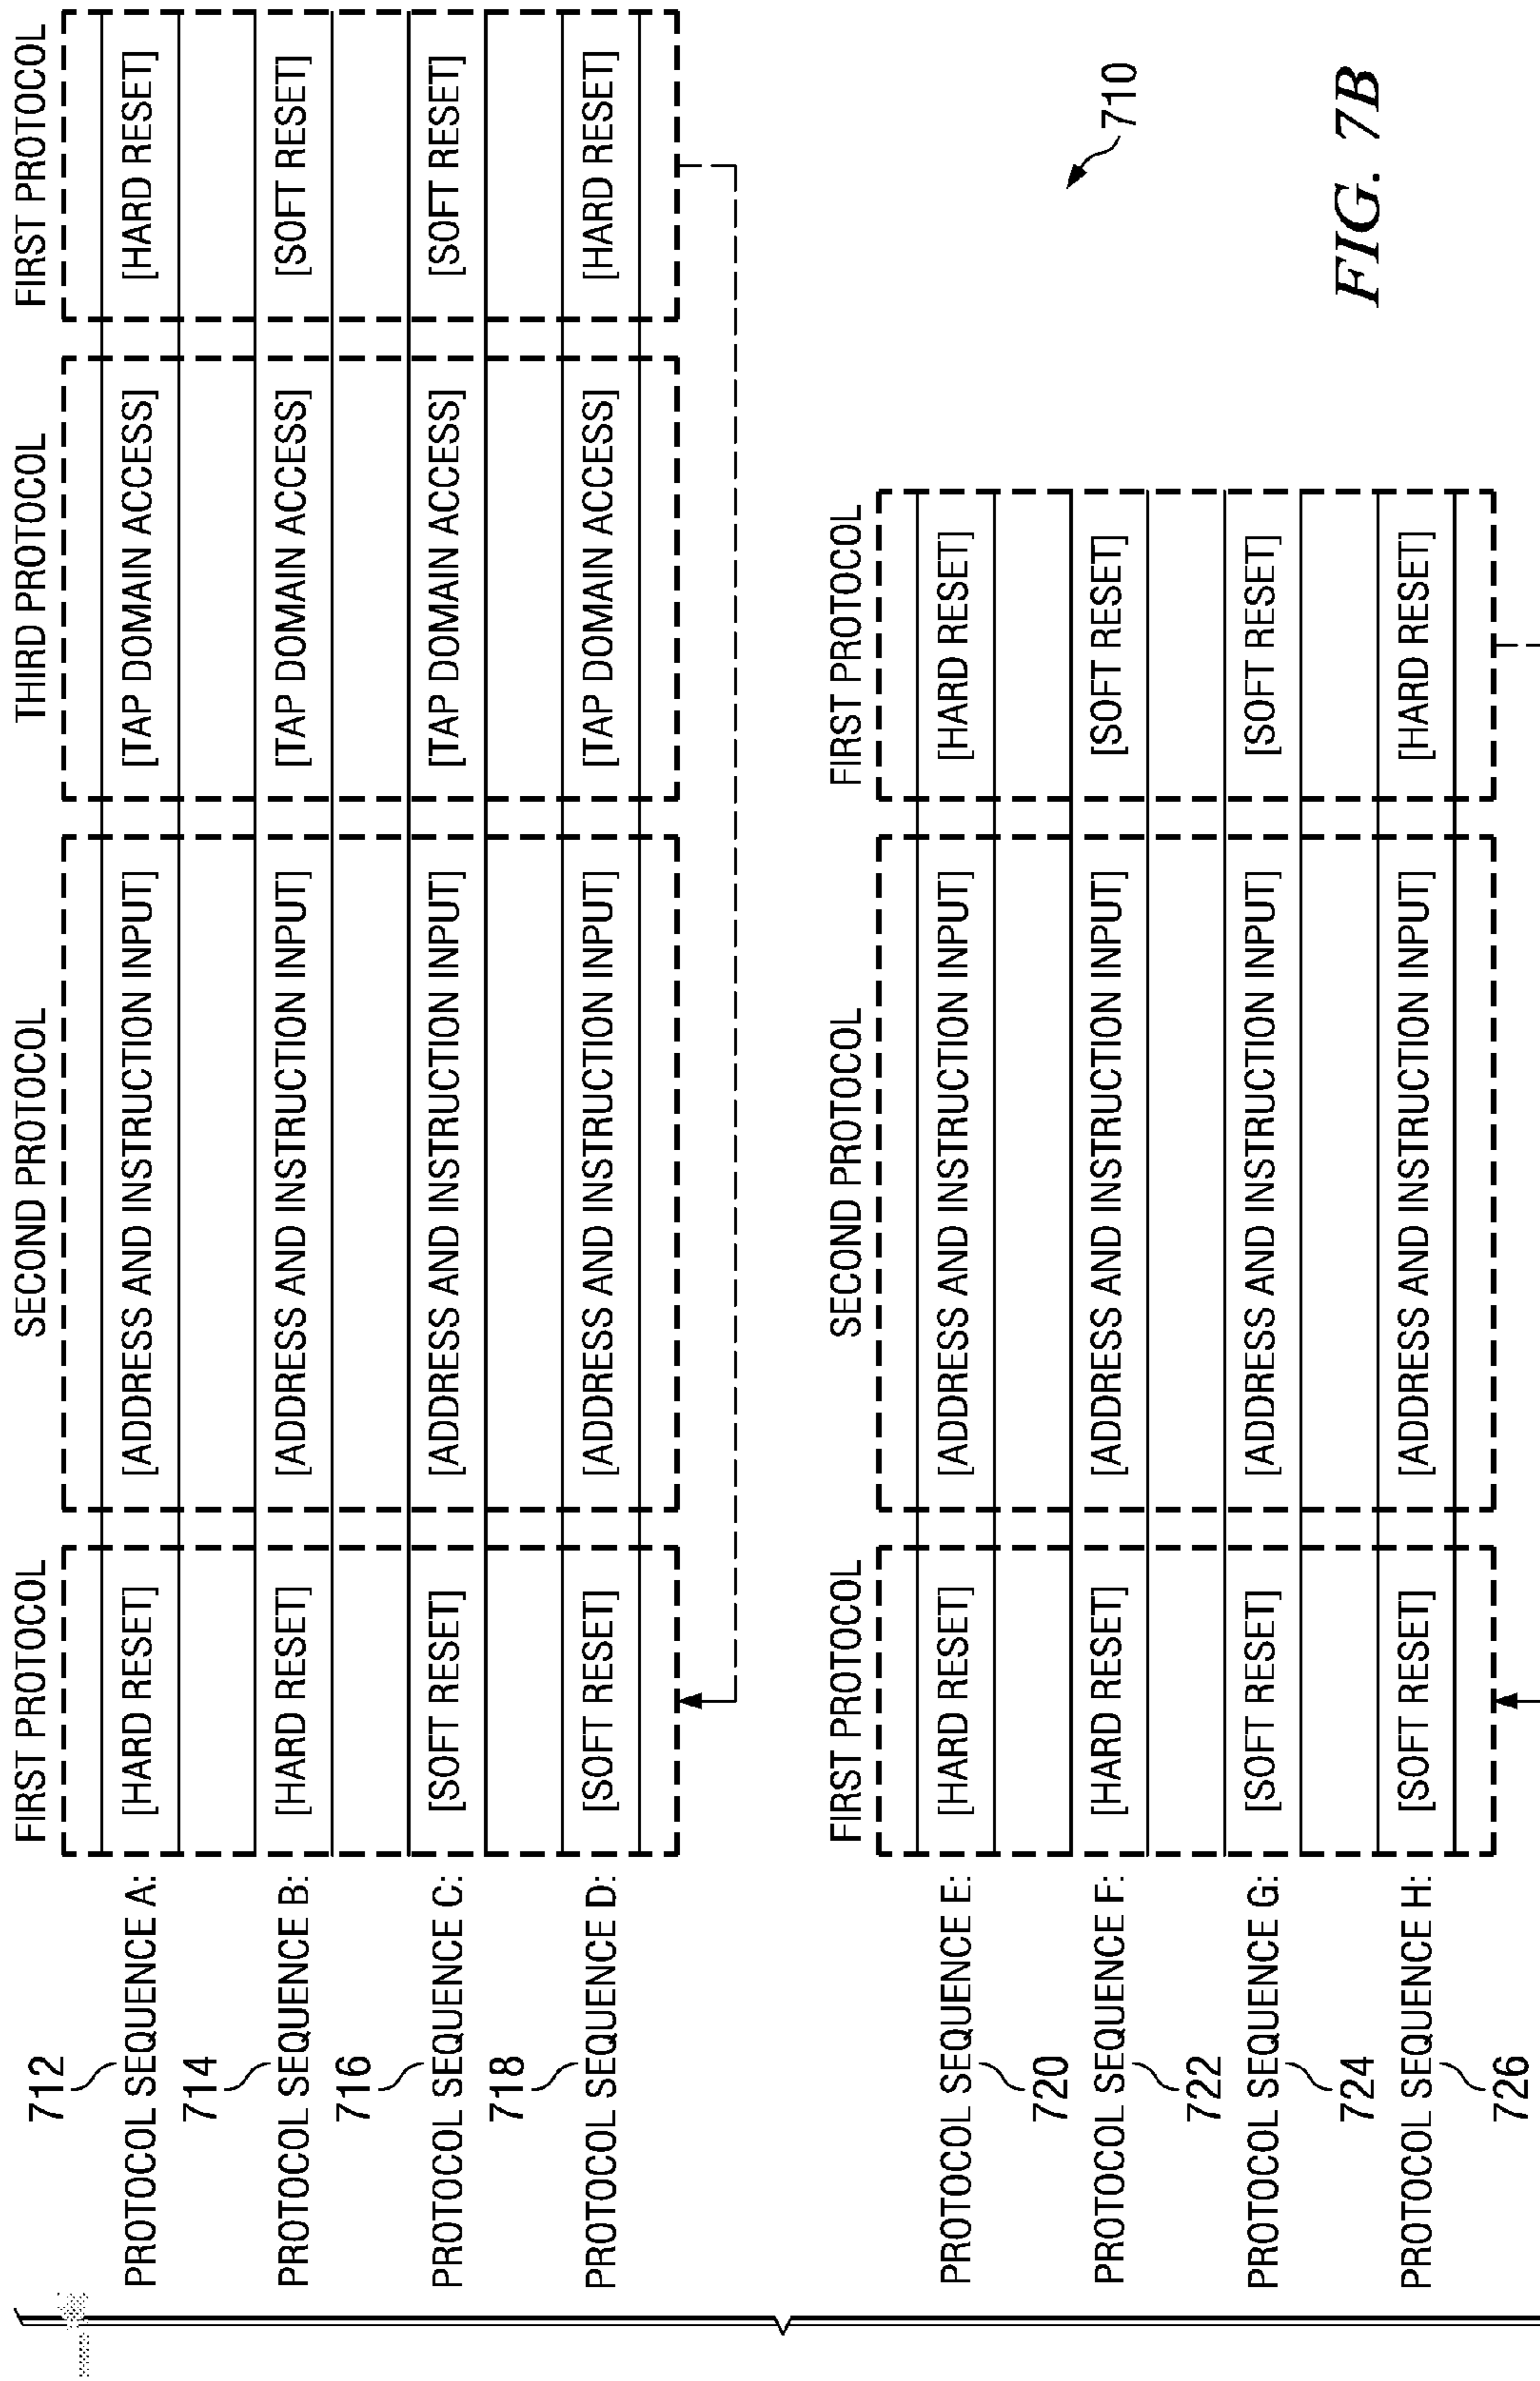 FIRST PROTOCOL SECOND PROTOCOL THIRD PROTOCOL FIRST PROTOCOL
712
PROTOCOL SEQUENCE A: [HARD RESET] [ADDRESS AND INSTRUCTION INPUT] [TAP DOMAIN ACCESS] [HARD RESET]
714
PROTOCOL SEQUENCE B: [HARD RESET] [ADDRESS AND INSTRUCTION INPUT] [TAP DOMAIN ACCESS] [SOFT RESET]
716
PROTOCOL SEQUENCE C: [SOFT RESET] [ADDRESS AND INSTRUCTION INPUT] [TAP DOMAIN ACCESS] [SOFT RESET]
718
PROTOCOL SEQUENCE D: [SOFT RESET] [ADDRESS AND INSTRUCTION INPUT] [TAP DOMAIN ACCESS] [HARD RESET]
FIRST PROTOCOL SECOND PROTOCOL FIRST PROTOCOL
PROTOCOL SEQUENCE E: [HARD RESET] [ADDRESS AND INSTRUCTION INPUT] [HARD RESET]
720
PROTOCOL SEQUENCE F: [HARD RESET] [ADDRESS AND INSTRUCTION INPUT] [SOFT RESET]
710
722
PROTOCOL SEQUENCE G: [SOFT RESET] [ADDRESS AND INSTRUCTION INPUT] [SOFT RESET]
724
PROTOCOL SEQUENCE H: [SOFT RESET] [ADDRESS AND INSTRUCTION INPUT] [HARD RESET]
726
FIG. 7B